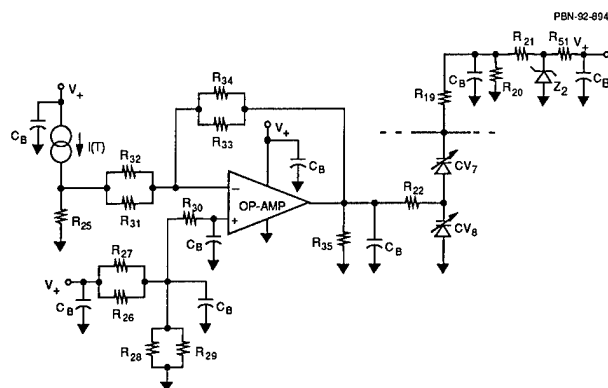 PBN-92-894
R21
R51
V+
CB
R20
Z2
CB
R19
V+
CB
I(T)
R34
R33
V+
CB
R32
R31
R25
R30
−
+
OP-AMP
CB
CV7
R22
CV8
R35
CB
R27
V+
CB
R26
CB
R28
R29